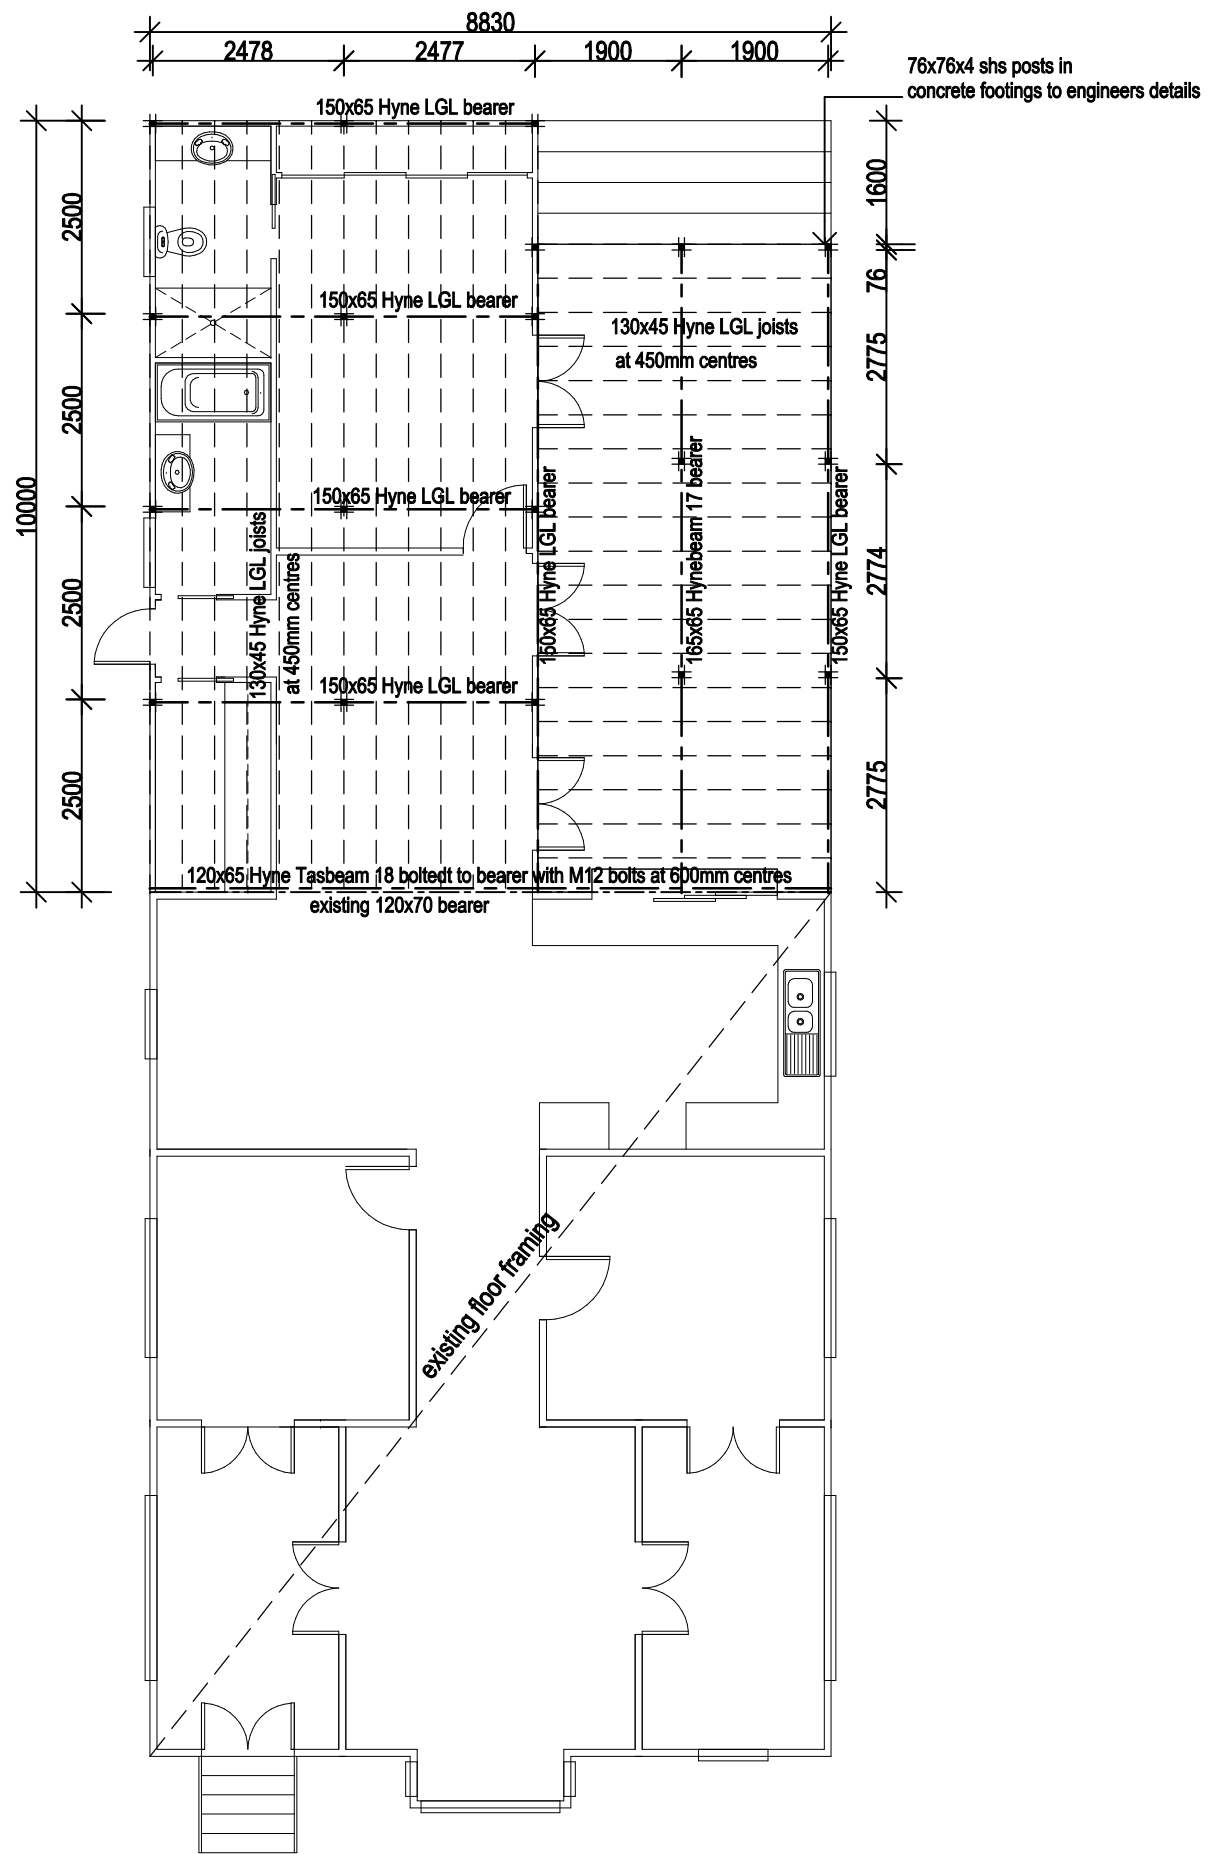 8830
2478
2477
1900
1900
76x76x4 shs posts in
concrete footings to engineers details
150x65 Hyne LGL bearer
10000
2500
2500
2500
2500
1600
76
2775
2774
2775
150x65 Hyne LGL bearer
130x45 Hyne LGL joists
at 450mm centres
150x65 Hyne LGL bearer
130x45 Hyne LGL joists
at 450mm centres
150x65 Hyne LGL bearer
165x65 Hynebeam 17 bearer
150x65 Hyne LGL bearer
150x65 Hyne LGL bearer
120x65 Hyne Tasbeam 18 boltedt to bearer with M12 bolts at 600mm centres
existing 120x70 bearer
existing floor framing